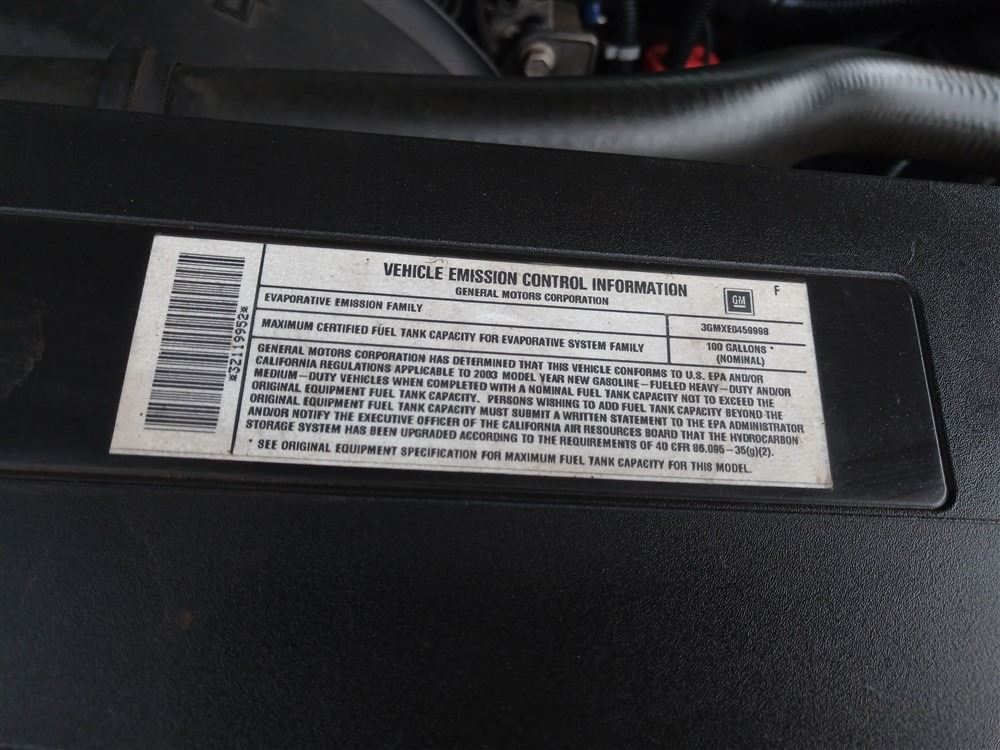 VEHICLE EMISSION CONTROL INFORMATION
GENERAL MOTORS CORPORATION
GM
F
EVAPORATIVE EMISSION FAMILY
3GMXE0459998
MAXIMUM CERTIFIED FUEL TANK CAPACITY FOR EVAPORATIVE SYSTEM FAMILY
100 GALLONS *
(NOMINAL)
GENERAL MOTORS CORPORATION HAS DETERMINED THAT THIS VEHICLE CONFORMS TO U.S. EPA AND/OR
CALIFORNIA REGULATIONS APPLICABLE TO 2003 MODEL YEAR NEW GASOLINE-FUELED HEAVY-DUTY AND/OR
MEDIUM-DUTY VEHICLES WHEN COMPLETED WITH A NOMINAL FUEL TANK CAPACITY NOT TO EXCEED THE
ORIGINAL EQUIPMENT FUEL TANK CAPACITY. PERSONS WISHING TO ADD FUEL TANK CAPACITY BEYOND THE
ORIGINAL EQUIPMENT FUEL TANK CAPACITY MUST SUBMIT A WRITTEN STATEMENT TO THE EPA ADMINISTRATOR
AND/OR NOTIFY THE EXECUTIVE OFFICER OF THE CALIFORNIA AIR RESOURCES BOARD THAT THE HYDROCARBON
STORAGE SYSTEM HAS BEEN UPGRADED ACCORDING TO THE REQUIREMENTS OF 40 CFR 86.095-35(g)(2).
* SEE ORIGINAL EQUIPMENT SPECIFICATION FOR MAXIMUM FUEL TANK CAPACITY FOR THIS MODEL.
*32119952*